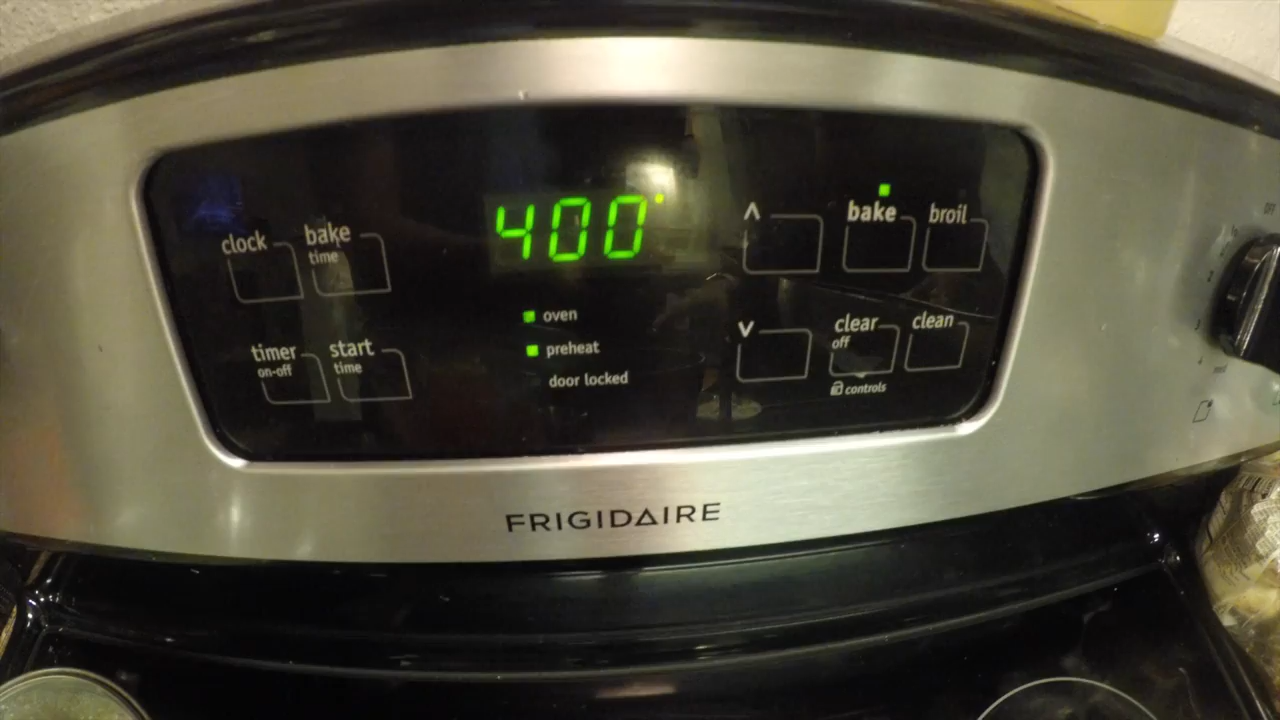 400°
clock
bake
time
timer
on-off
start
time
oven
preheat
door locked
^
bake
broil
v
clear
off
clean
controls
FRIGIDAIRE